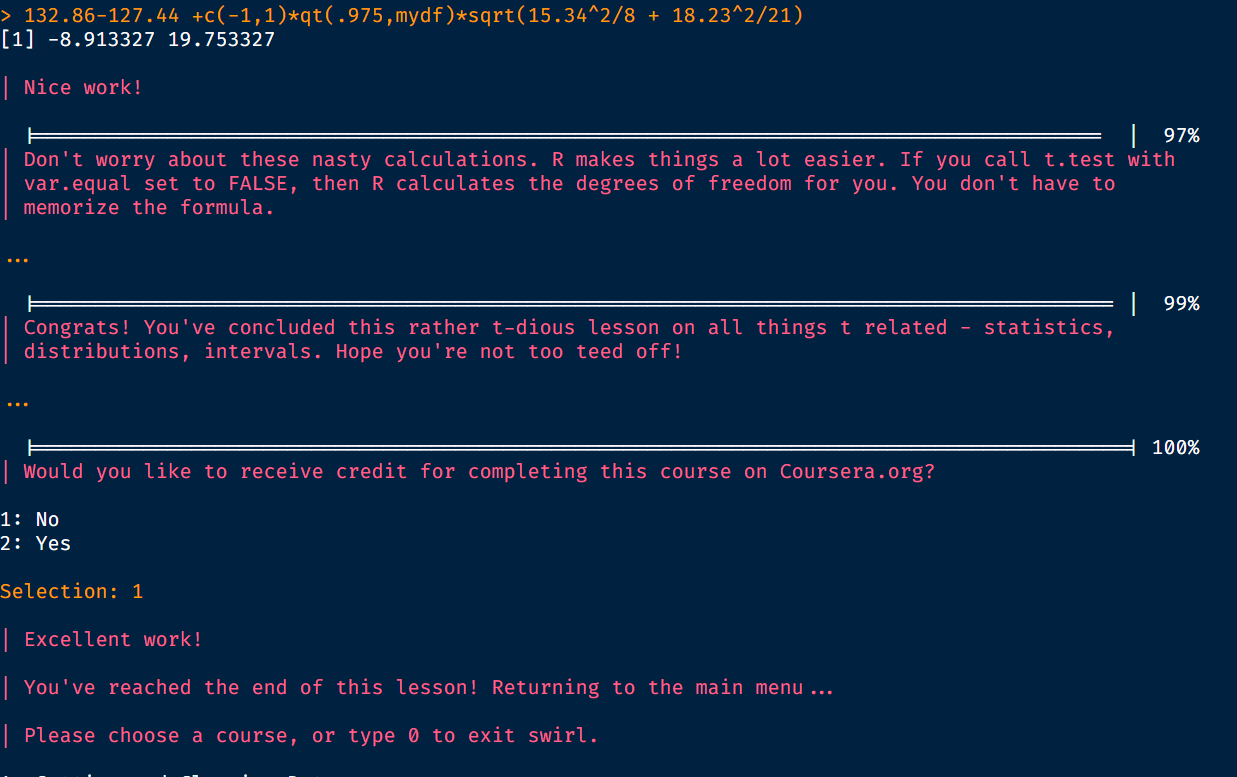 > 132.86-127.44 +c(-1,1)*qt(.975,mydf)*sqrt(15.34^2/8 + 18.23^2/21)
[1] -8.913327 19.753327
| Nice work!
| 97%
| Don't worry about these nasty calculations. R makes things a lot easier. If you call t.test with
| var.equal set to FALSE, then R calculates the degrees of freedom for you. You don't have to
| memorize the formula.
...
| 99%
| Congrats! You've concluded this rather t-dious lesson on all things t related - statistics,
| distributions, intervals. Hope you're not too teed off!
...
| 100%
| Would you like to receive credit for completing this course on Coursera.org?
1: No
2: Yes
Selection: 1
| Excellent work!
| You've reached the end of this lesson! Returning to the main menu...
| Please choose a course, or type 0 to exit swirl.